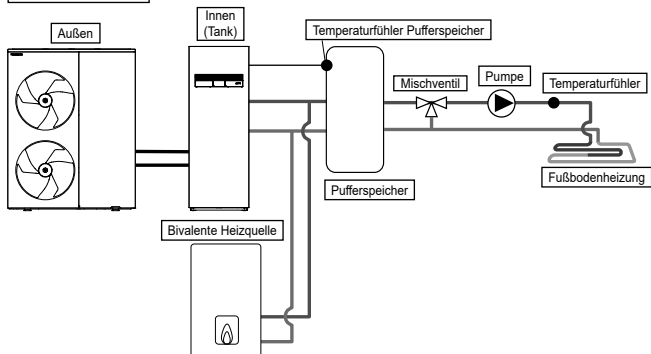 Außen
Innen
(Tank)
Temperaturfühler Pufferspeicher
Mischventil
Pumpe
Temperaturfühler
Pufferspeicher
Fußbodenheizung
Bivalente Heizquelle